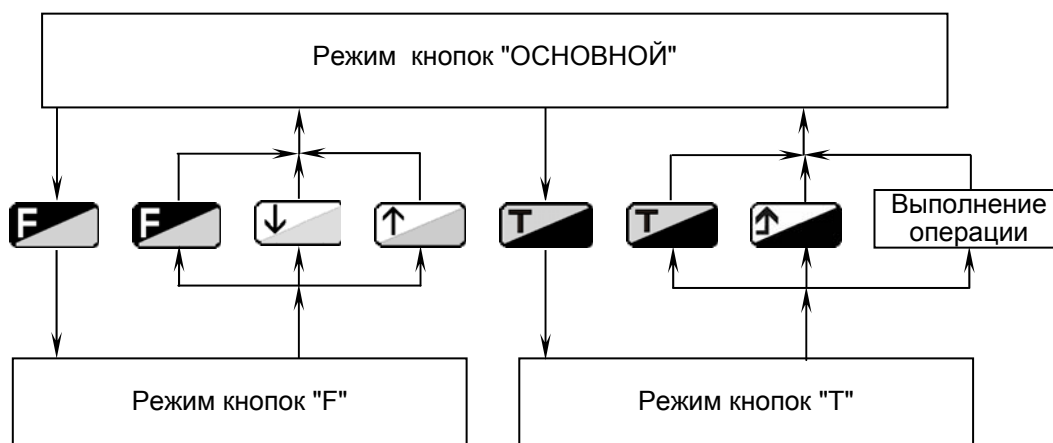 Режим кнопок "ОСНОВНОЙ"
F
F
T
T
Выполнение
операции
Режим кнопок "F"
Режим кнопок "Т"